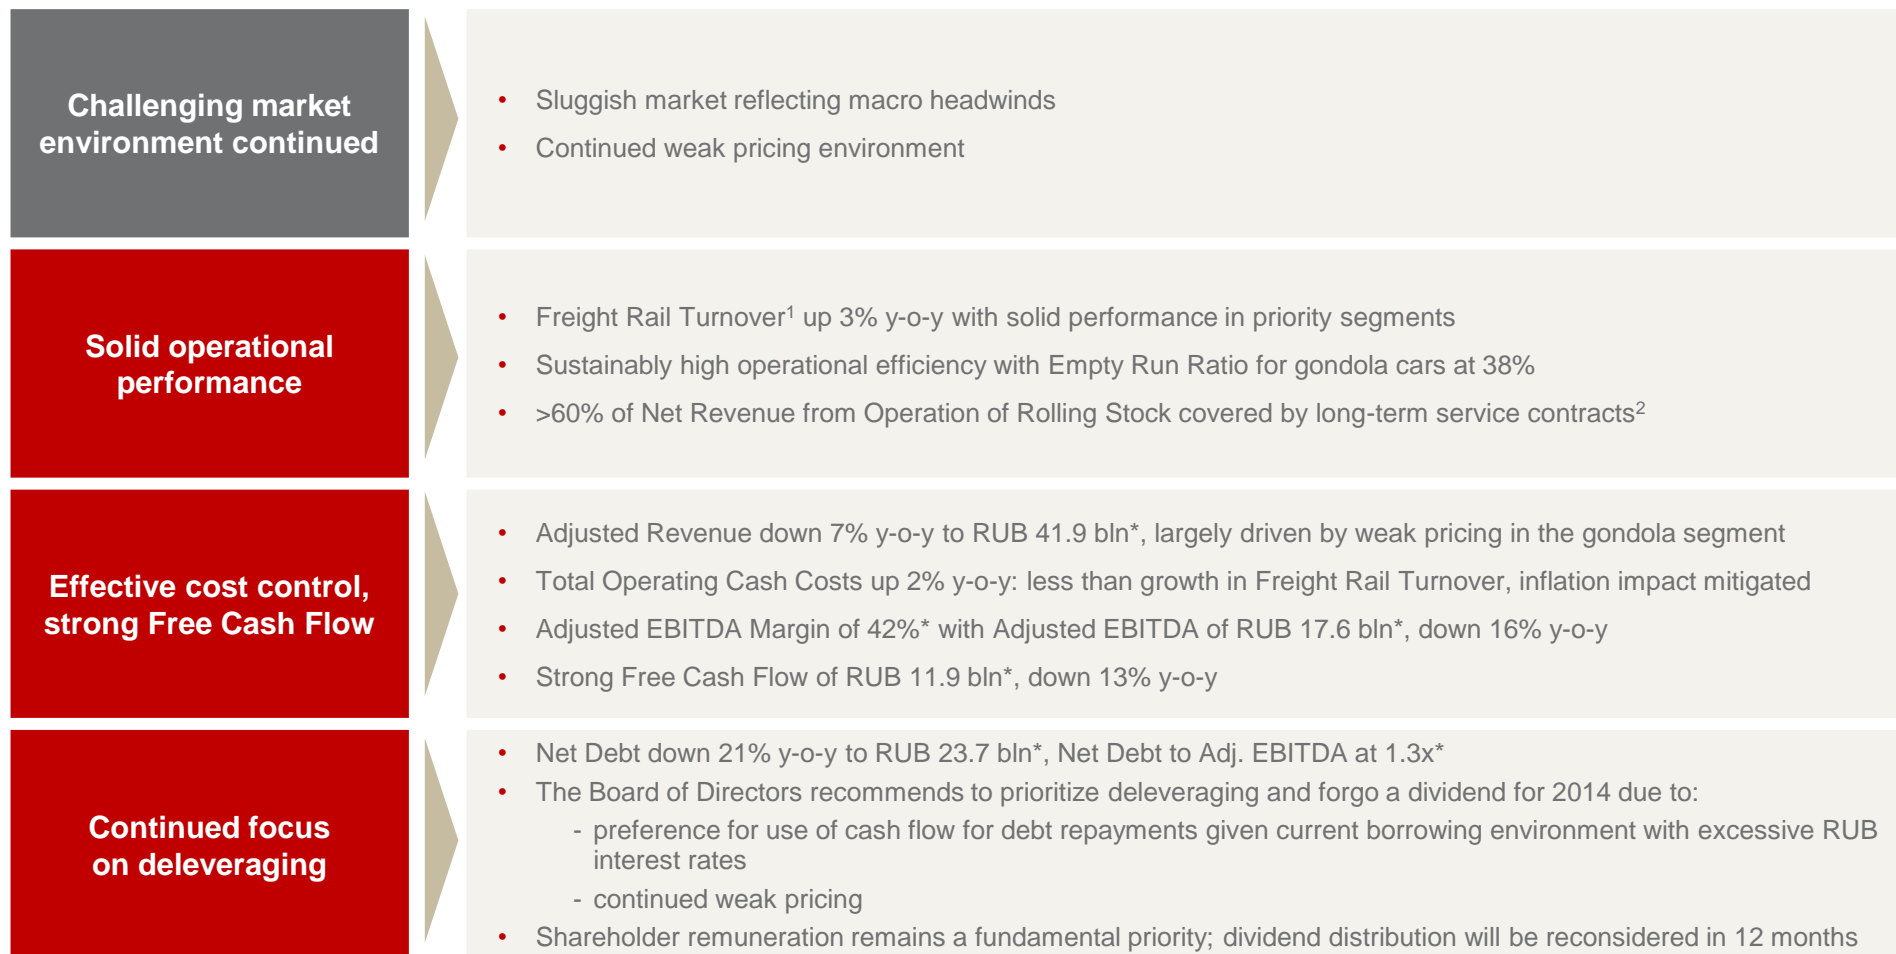 Challenging market
environment continued
• Sluggish market reflecting macro headwinds
• Continued weak pricing environment
Solid operational
performance
• Freight Rail Turnover¹ up 3% y-o-y with solid performance in priority segments
• Sustainably high operational efficiency with Empty Run Ratio for gondola cars at 38%
• >60% of Net Revenue from Operation of Rolling Stock covered by long-term service contracts²
Effective cost control,
strong Free Cash Flow
• Adjusted Revenue down 7% y-o-y to RUB 41.9 bln*, largely driven by weak pricing in the gondola segment
• Total Operating Cash Costs up 2% y-o-y: less than growth in Freight Rail Turnover, inflation impact mitigated
• Adjusted EBITDA Margin of 42%* with Adjusted EBITDA of RUB 17.6 bln*, down 16% y-o-y
• Strong Free Cash Flow of RUB 11.9 bln*, down 13% y-o-y
Continued focus
on deleveraging
• Net Debt down 21% y-o-y to RUB 23.7 bln*, Net Debt to Adj. EBITDA at 1.3x*
• The Board of Directors recommends to prioritize deleveraging and forgo a dividend for 2014 due to:
- preference for use of cash flow for debt repayments given current borrowing environment with excessive RUB
interest rates
- continued weak pricing
• Shareholder remuneration remains a fundamental priority; dividend distribution will be reconsidered in 12 months